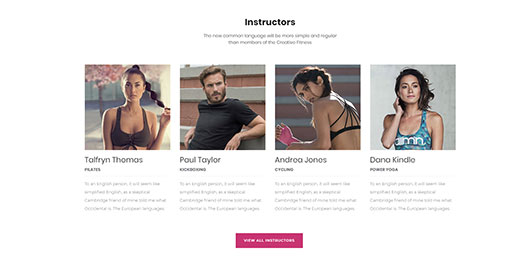 Instructors
The new common language will be more simple and regular
than members of the Creative Fitness
Talfryn Thomas
PILATES
To an English person, it will seem like
simplified English, as a skeptical
Cambridge friend of mine told me what
Occidental is. The European languages.
Paul Taylor
KICKBOXING
To an English person, it will seem like
simplified English, as a skeptical
Cambridge friend of mine told me what
Occidental is. The European languages.
Andrea Jones
CYCLING
To an English person, it will seem like
simplified English, as a skeptical
Cambridge friend of mine told me what
Occidental is. The European languages.
Dana Kindle
POWER YOGA
To an English person, it will seem like
simplified English, as a skeptical
Cambridge friend of mine told me what
Occidental is. The European languages.
VIEW ALL INSTRUCTORS